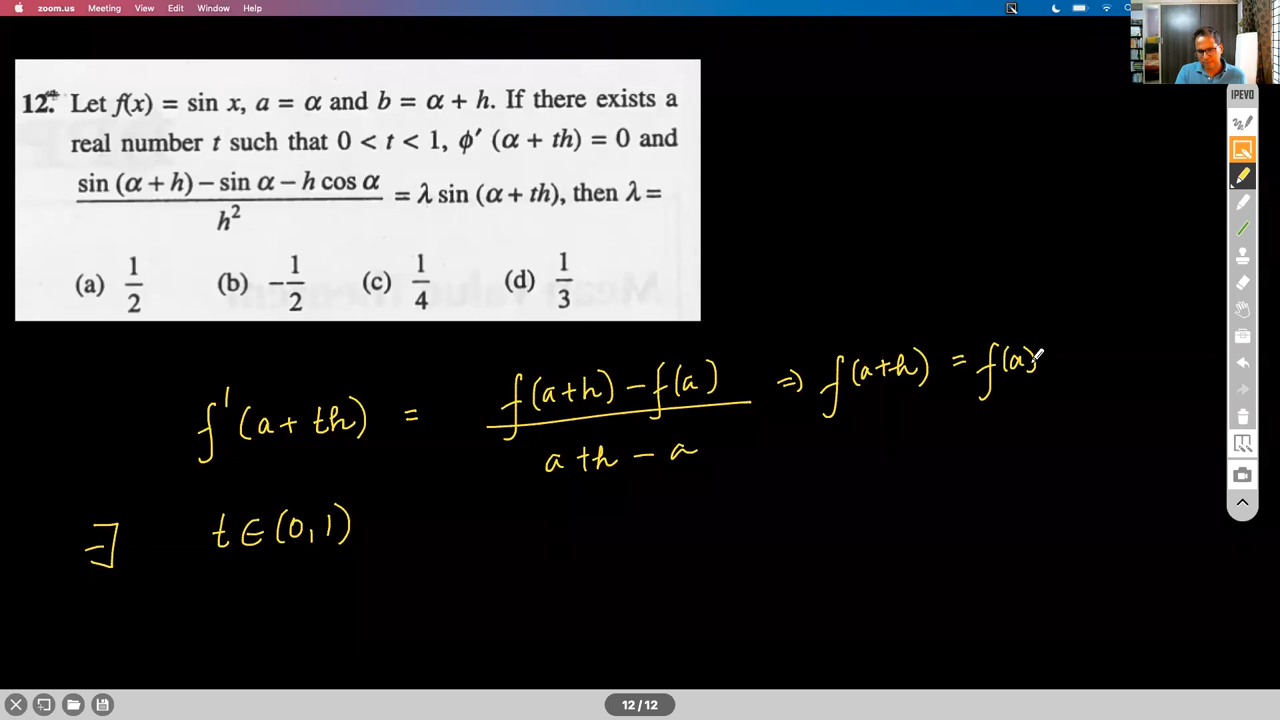 zoom.us Meeting View Edit Window Help
12. Let f(x) = sin x, a = α and b = α + h. If there exists a
real number t such that 0 < t < 1, ϕ′ (α + th) = 0 and
sin (α + h) − sin α − h cos α / h² = λ sin (α + th), then λ =
(a) 1/2 (b) −1/2 (c) 1/4 (d) 1/3
f'(a + th) = f(a+h) − f(a) / a + h − a ⇒ f(a+h) = f(a)
∃ t ∈ (0, 1)
IPEVO
12 / 12